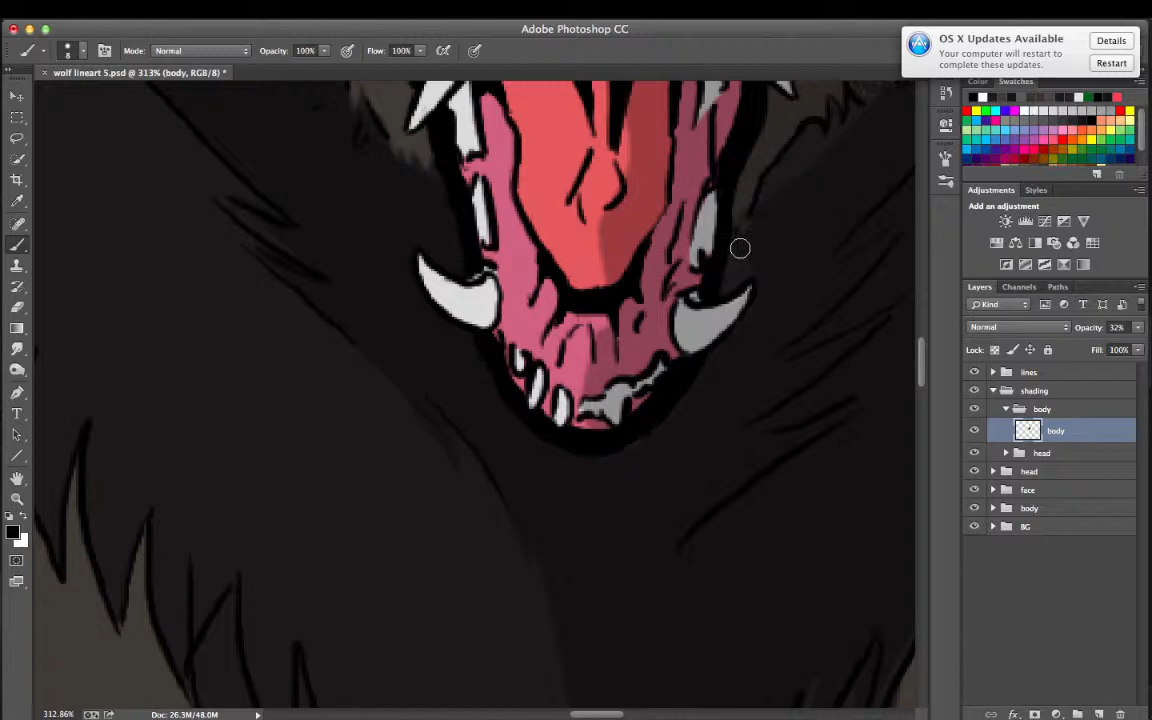 Adobe Photoshop CC
OS X Updates Available
Your computer will restart to complete these updates.
Details
Restart
8
Mode: Normal
Opacity: 100%
Flow: 100%
wolf lineart 5.psd @ 313% (body, RGB/8) *
Color Swatches
Adjustments Styles
Add an adjustment
Layers Channels Paths
Kind
Normal
Opacity: 32%
Lock:
Fill: 100%
lines
shading
body
body
head
head
face
body
BG
312.86%
Doc: 26.3M/48.0M